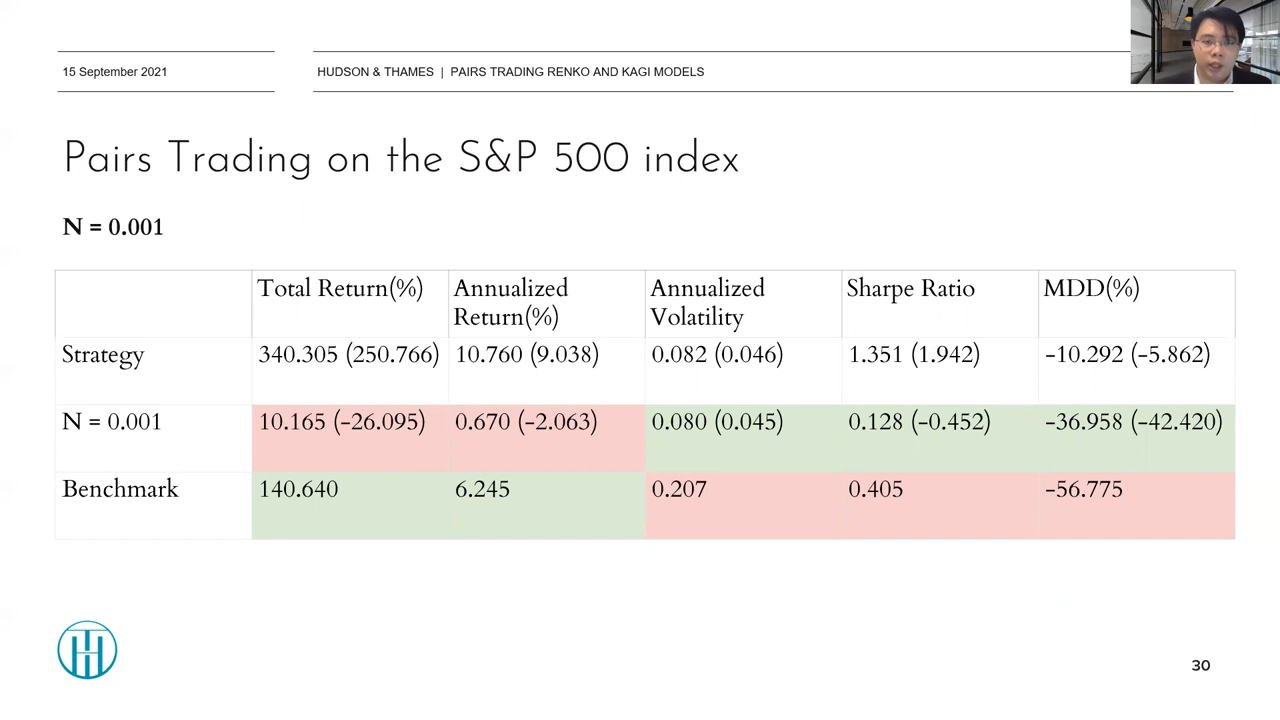 15 September 2021
HUDSON & THAMES | PAIRS TRADING RENKO AND KAGI MODELS
Pairs Trading on the S&P 500 index
N = 0.001
Total Return(%) Annualized Return(%) Annualized Volatility Sharpe Ratio MDD(%)
Strategy 340.305 (250.766) 10.760 (9.038) 0.082 (0.046) 1.351 (1.942) -10.292 (-5.862)
N = 0.001 10.165 (-26.095) 0.670 (-2.063) 0.080 (0.045) 0.128 (-0.452) -36.958 (-42.420)
Benchmark 140.640 6.245 0.207 0.405 -56.775
30